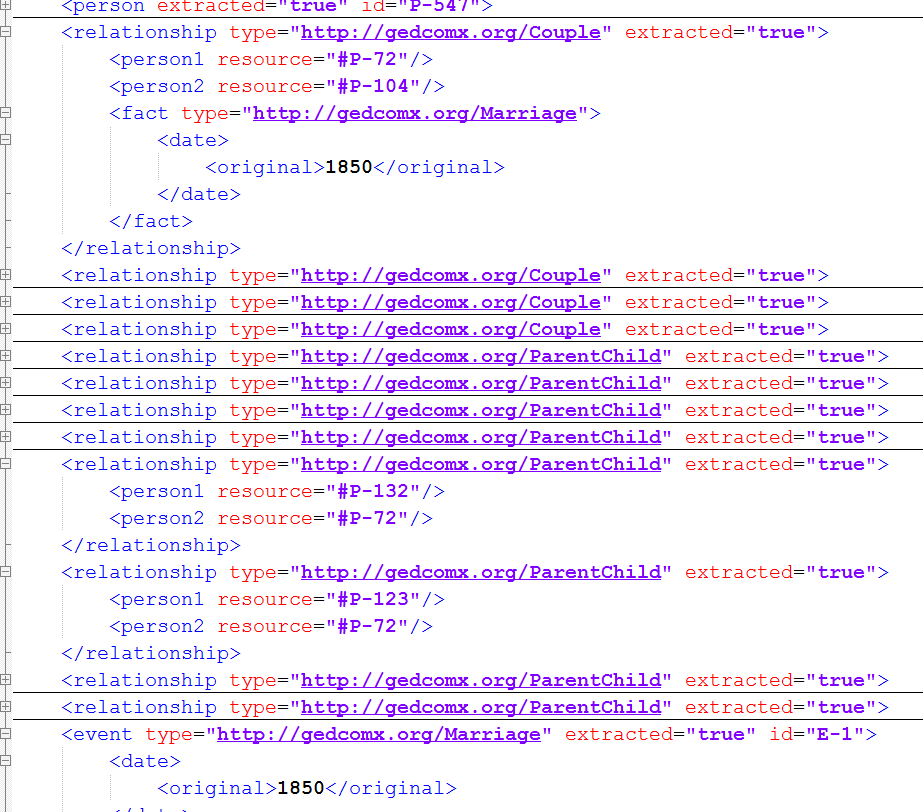 <person extracted="true" id="P-547">
<relationship type="http://gedcomx.org/Couple" extracted="true">
<person1 resource="#P-72"/>
<person2 resource="#P-104"/>
<fact type="http://gedcomx.org/Marriage">
<date>
<original>1850</original>
</date>
</fact>
</relationship>
<relationship type="http://gedcomx.org/Couple" extracted="true">
<relationship type="http://gedcomx.org/Couple" extracted="true">
<relationship type="http://gedcomx.org/Couple" extracted="true">
<relationship type="http://gedcomx.org/ParentChild" extracted="true">
<relationship type="http://gedcomx.org/ParentChild" extracted="true">
<relationship type="http://gedcomx.org/ParentChild" extracted="true">
<relationship type="http://gedcomx.org/ParentChild" extracted="true">
<relationship type="http://gedcomx.org/ParentChild" extracted="true">
<person1 resource="#P-132"/>
<person2 resource="#P-72"/>
</relationship>
<relationship type="http://gedcomx.org/ParentChild" extracted="true">
<person1 resource="#P-123"/>
<person2 resource="#P-72"/>
</relationship>
<relationship type="http://gedcomx.org/ParentChild" extracted="true">
<relationship type="http://gedcomx.org/ParentChild" extracted="true">
<event type="http://gedcomx.org/Marriage" extracted="true" id="E-1">
<date>
<original>1850</original>